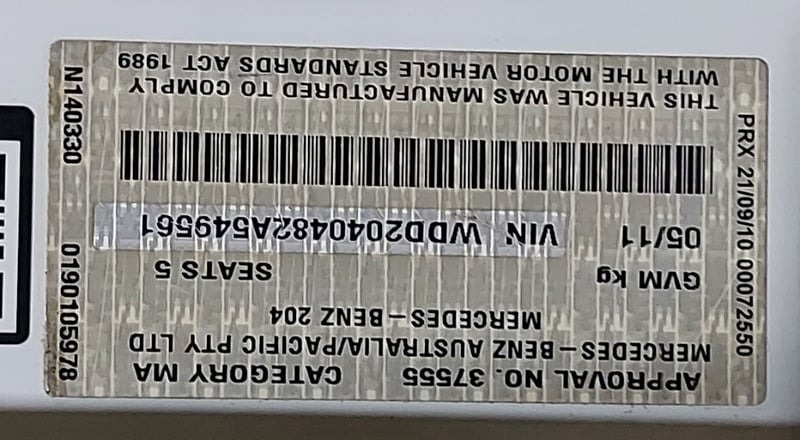 APPROVAL NO. 37555 CATEGORY MA
MERCEDES-BENZ AUSTRALIA/PACIFIC PTY LTD
MERCEDES-BENZ 204
GVM kg SEATS 5
05/11 VIN WDD2040482A549561
THIS VEHICLE WAS MANUFACTURED TO COMPLY
WITH THE MOTOR VEHICLE STANDARDS ACT 1989
PRX 21/09/10 00072550
N140330 01901105978